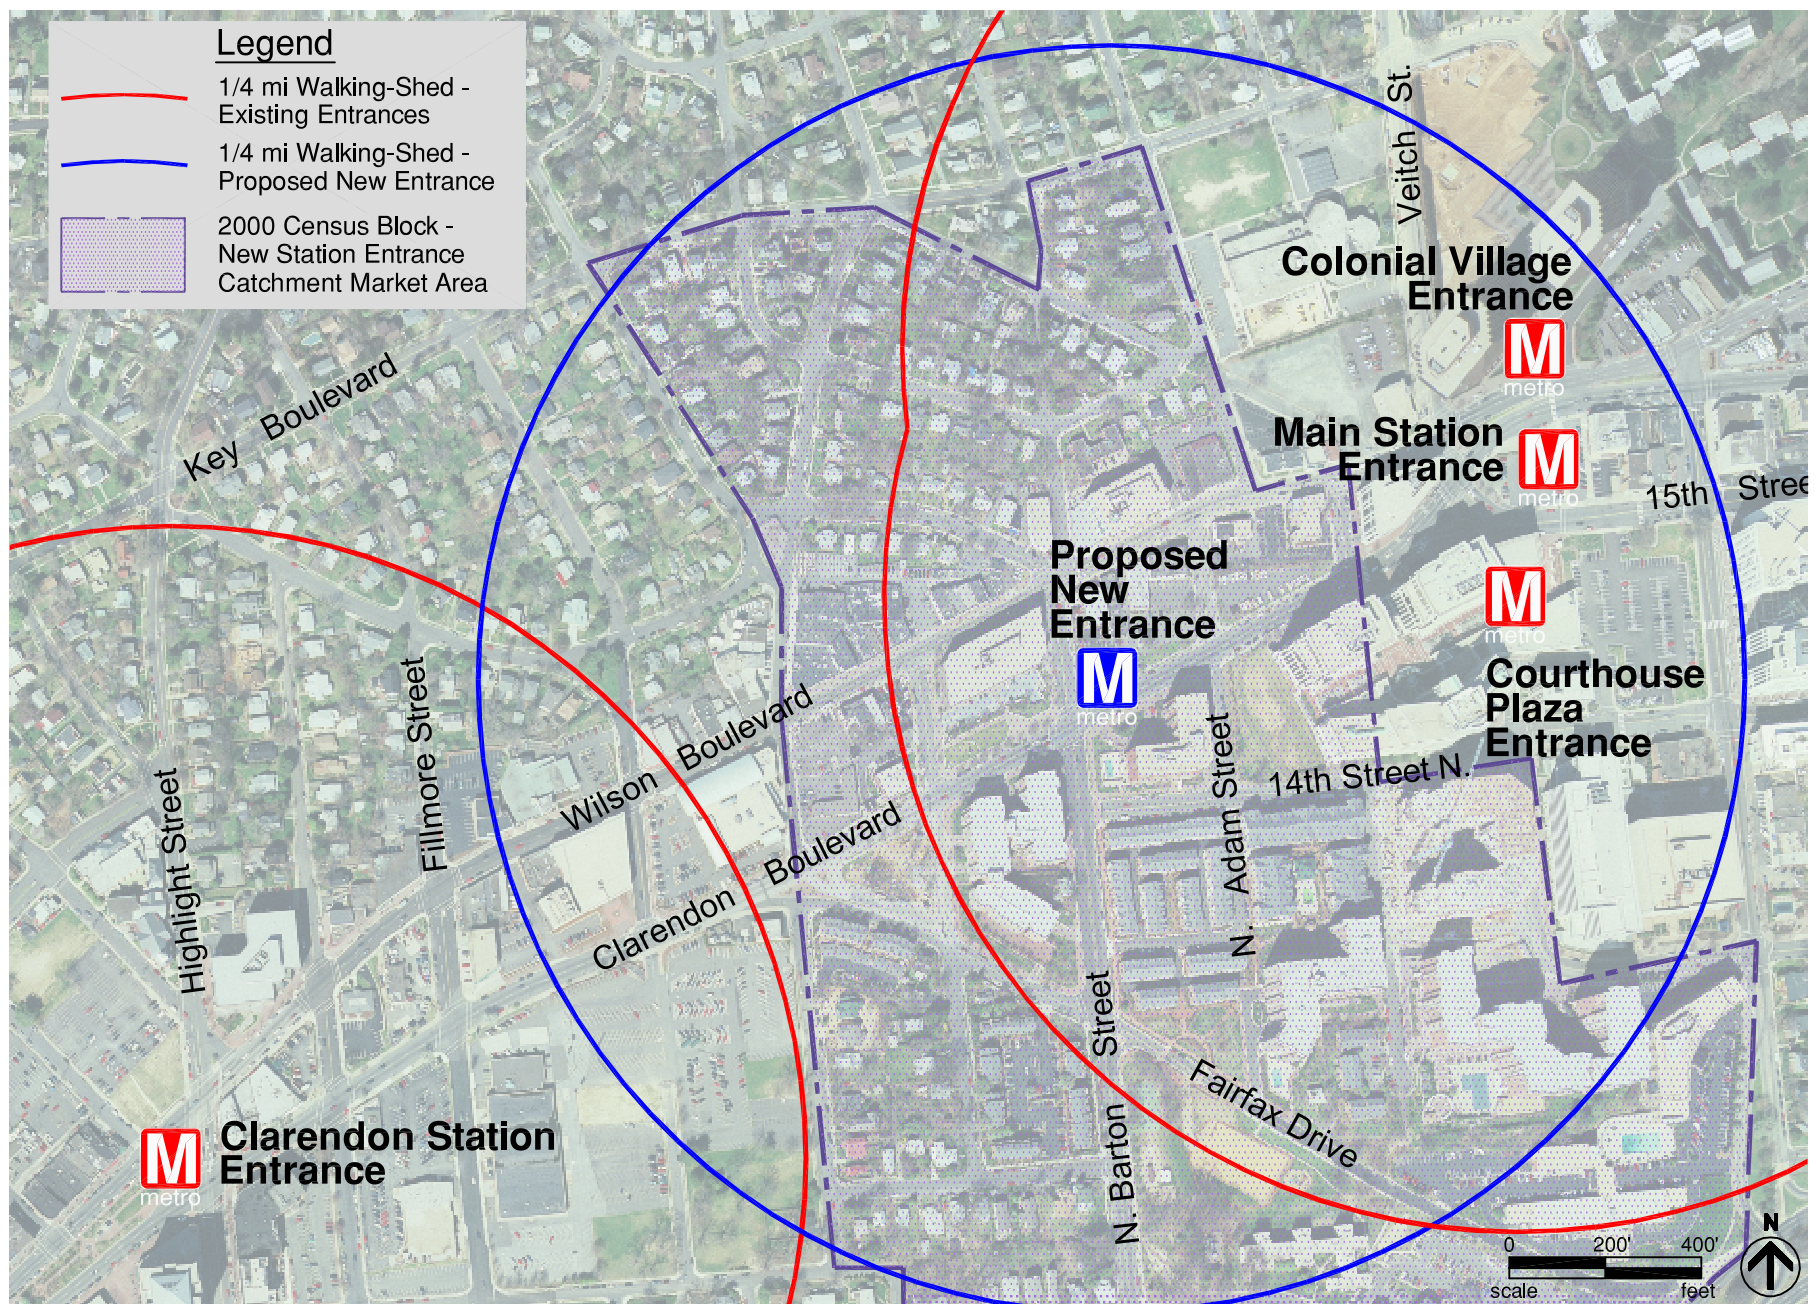 Legend
1/4 mi Walking-Shed -
Existing Entrances
1/4 mi Walking-Shed -
Proposed New Entrance
2000 Census Block -
New Station Entrance
Catchment Market Area
Veitch St.
Colonial Village
Entrance
M
metro
Key Boulevard
Main Station
Entrance
M
metro
15th Stree
Proposed
New
Entrance
M
metro
M
metro
Courthouse
Plaza
Entrance
Fillmore Street
Wilson Boulevard
N. Adam Street
14th Street N.
Highlight Street
Clarendon Boulevard
N. Barton Street
Fairfax Drive
M
metro
Clarendon Station
Entrance
N
0 200' 400'
scale feet